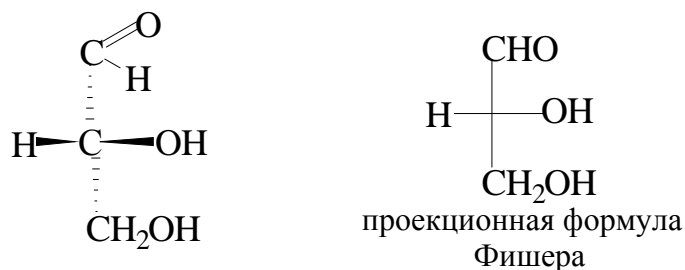 O
C
H
CHO
H C OH
H OH
CH₂OH
CH₂OH
проекционная формула
Фишера